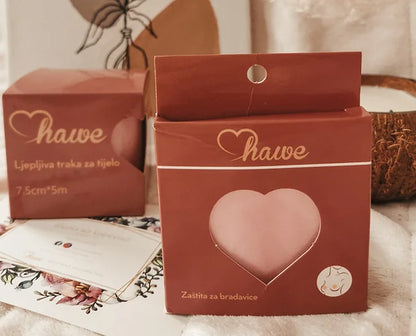 hawe
Ljepljiva traka za tijelo
7.5cm*5m
hawe
Zaštita za bradavice